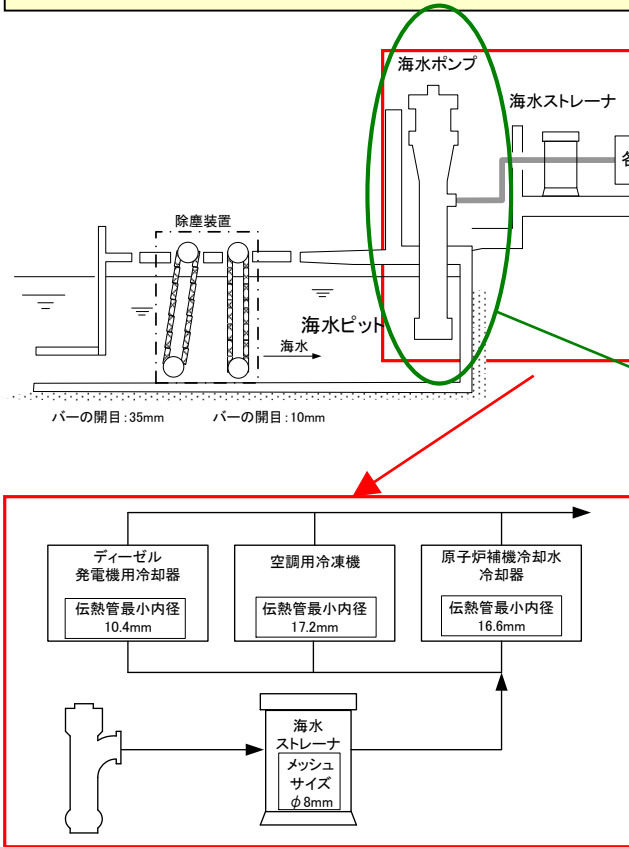 海水ポンプ
海水ストレーナ
各
除塵装置
海水ピット
海水
バーの開目:35mm
バーの開目:10mm
ディーゼル
発電機用冷却器
伝熱管最小内径
10.4mm
空調用冷凍機
伝熱管最小内径
17.2mm
原子炉補機冷却水
冷却器
伝熱管最小内径
16.6mm
海水
ストレーナ
メッシュ
サイズ
φ8mm